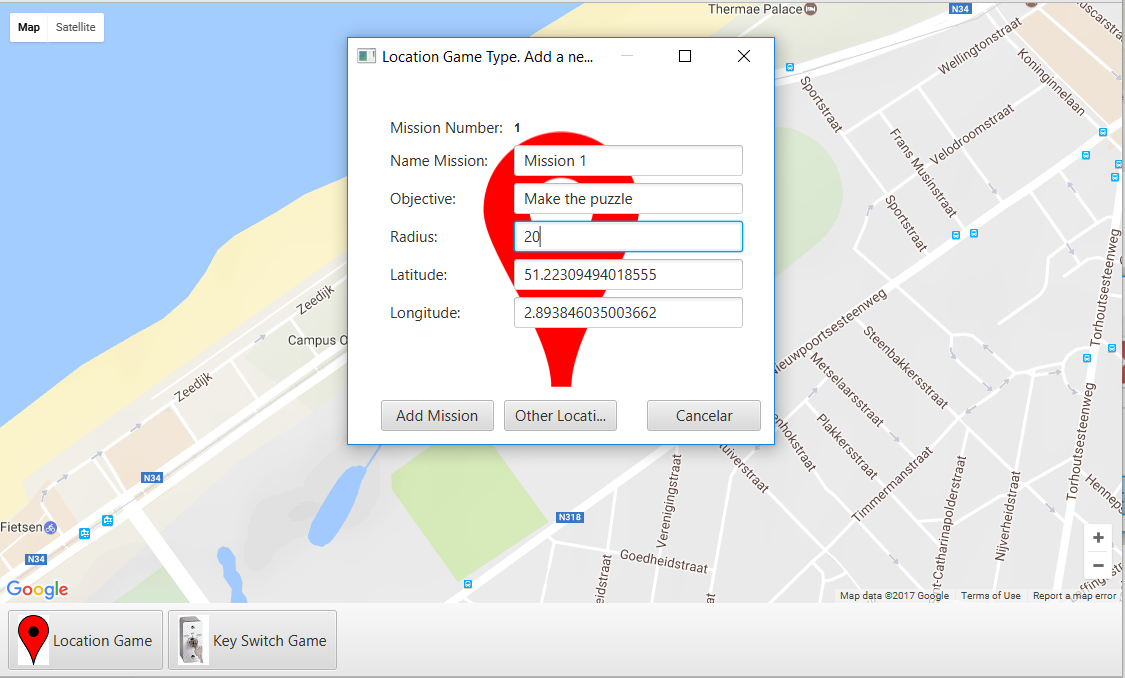 Map Satellite
Thermae Palace
N34
Wellingtonstraat
Koninginnelaan
Sportstraat
Velodroomstraat
Frans Musinstraat
Sportstraat
Location Game Type. Add a ne...
Mission Number: 1
Name Mission: Mission 1
Objective: Make the puzzle
Radius: 20
Latitude: 51.22309494018555
Longitude: 2.893846035003662
Add Mission Other Locati... Cancelar
Zeedijk
Campus O
Zeedijk
Nieuwpoortsesteenweg
Torhoutsesteenweg
Steenbakkersstraat
Metselaarsstraat
Plakkersstraat
Timmermanstraat
Torhoutsesteenweg
N34
N318
Verenigingstraat
Goedheidstraat
Nijverheidstraat
Fietsen
N34
Google
Map data ©2017 Google Terms of Use Report a map error
Location Game Key Switch Game